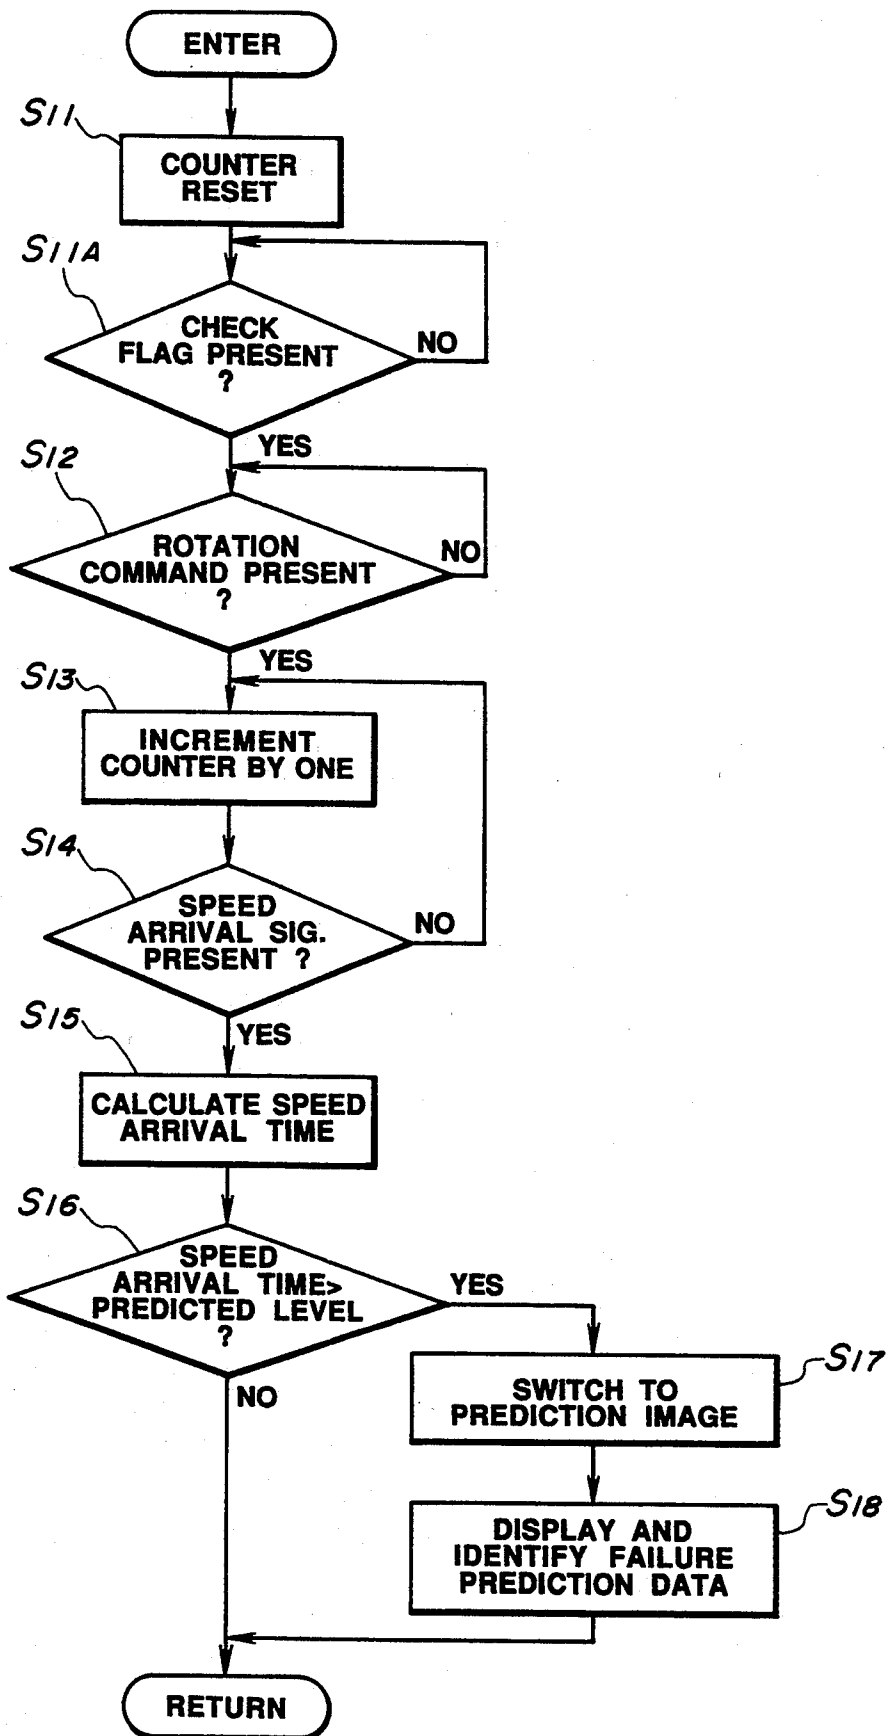 ENTER
S11
COUNTER
RESET
S11A
CHECK
FLAG PRESENT
?
NO
YES
S12
ROTATION
COMMAND PRESENT
?
NO
YES
S13
INCREMENT
COUNTER BY ONE
S14
SPEED
ARRIVAL SIG.
PRESENT ?
NO
YES
S15
CALCULATE SPEED
ARRIVAL TIME
S16
SPEED
ARRIVAL TIME>
PREDICTED LEVEL
?
YES
NO
S17
SWITCH TO
PREDICTION IMAGE
S18
DISPLAY AND
IDENTIFY FAILURE
PREDICTION DATA
RETURN